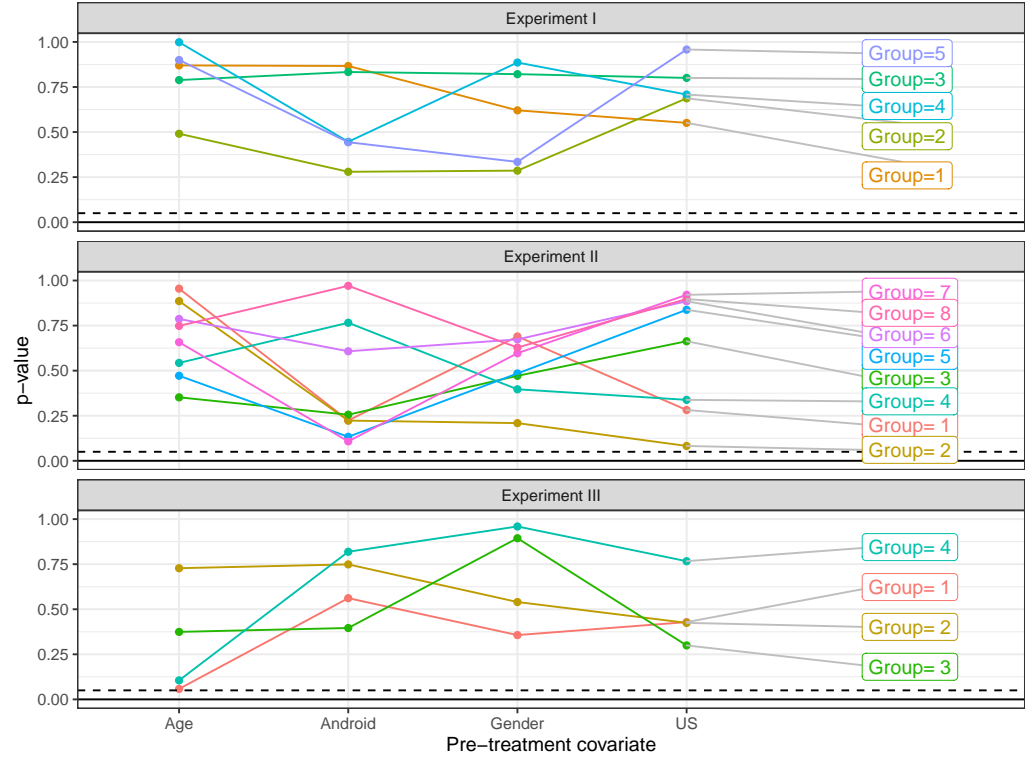 Experiment I
1.00
0.75
0.50
0.25
0.00
Group=5
Group=3
Group=4
Group=2
Group=1
Experiment II
1.00
0.75
0.50
0.25
0.00
Group= 7
Group= 8
Group= 6
Group= 5
Group= 3
Group= 4
Group= 1
Group= 2
p−value
Experiment III
1.00
0.75
0.50
0.25
0.00
Group= 4
Group= 1
Group= 2
Group= 3
Age Android Gender US
Pre−treatment covariate